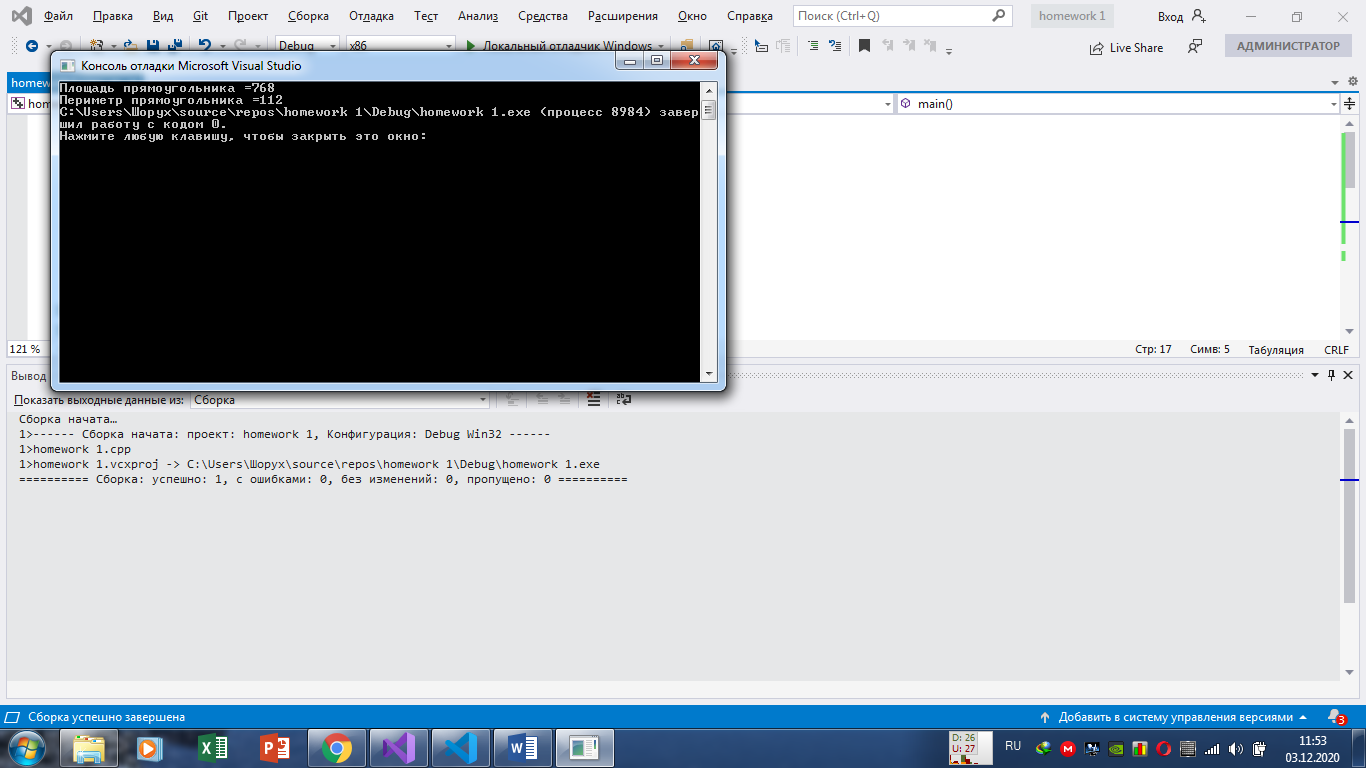 Файл Правка Вид Git Проект Сборка Отладка Тест Анализ Средства Расширения Окно Справка Поиск (Ctrl+Q) homework 1 Вход
Debug x86 Локальный отладчик Windows Live Share АДМИНИСТРАТОР
Консоль отладки Microsoft Visual Studio
Площадь прямоугольника =768
Периметр прямоугольника =112
C:\Users\Шорух\source\repos\homework 1\Debug\homework 1.exe (процесс 8984) завер
шил работу с кодом 0.
Нажмите любую клавишу, чтобы закрыть это окно:
main()
121 % Стр: 17 Симв: 5 Табуляция CRLF
Вывод
Показать выходные данные из: Сборка
Сборка начата…
1>------ Сборка начата: проект: homework 1, Конфигурация: Debug Win32 ------
1>homework 1.cpp
1>homework 1.vcxproj -> C:\Users\Шорух\source\repos\homework 1\Debug\homework 1.exe
========== Сборка: успешно: 1, с ошибками: 0, без изменений: 0, пропущено: 0 ==========
Сборка успешно завершена Добавить в систему управления версиями 3
D: 26
U: 27
RU
11:53
03.12.2020